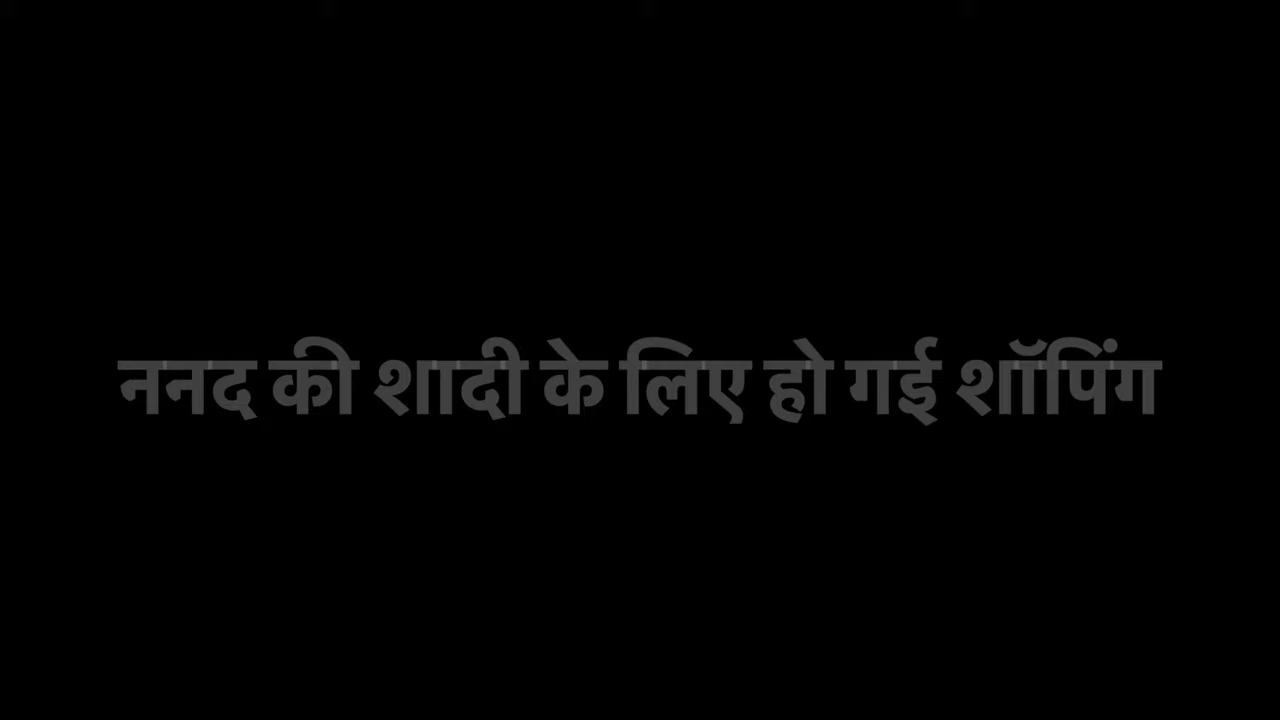 ननद की शादी के लिए हो गई शॉपिंग